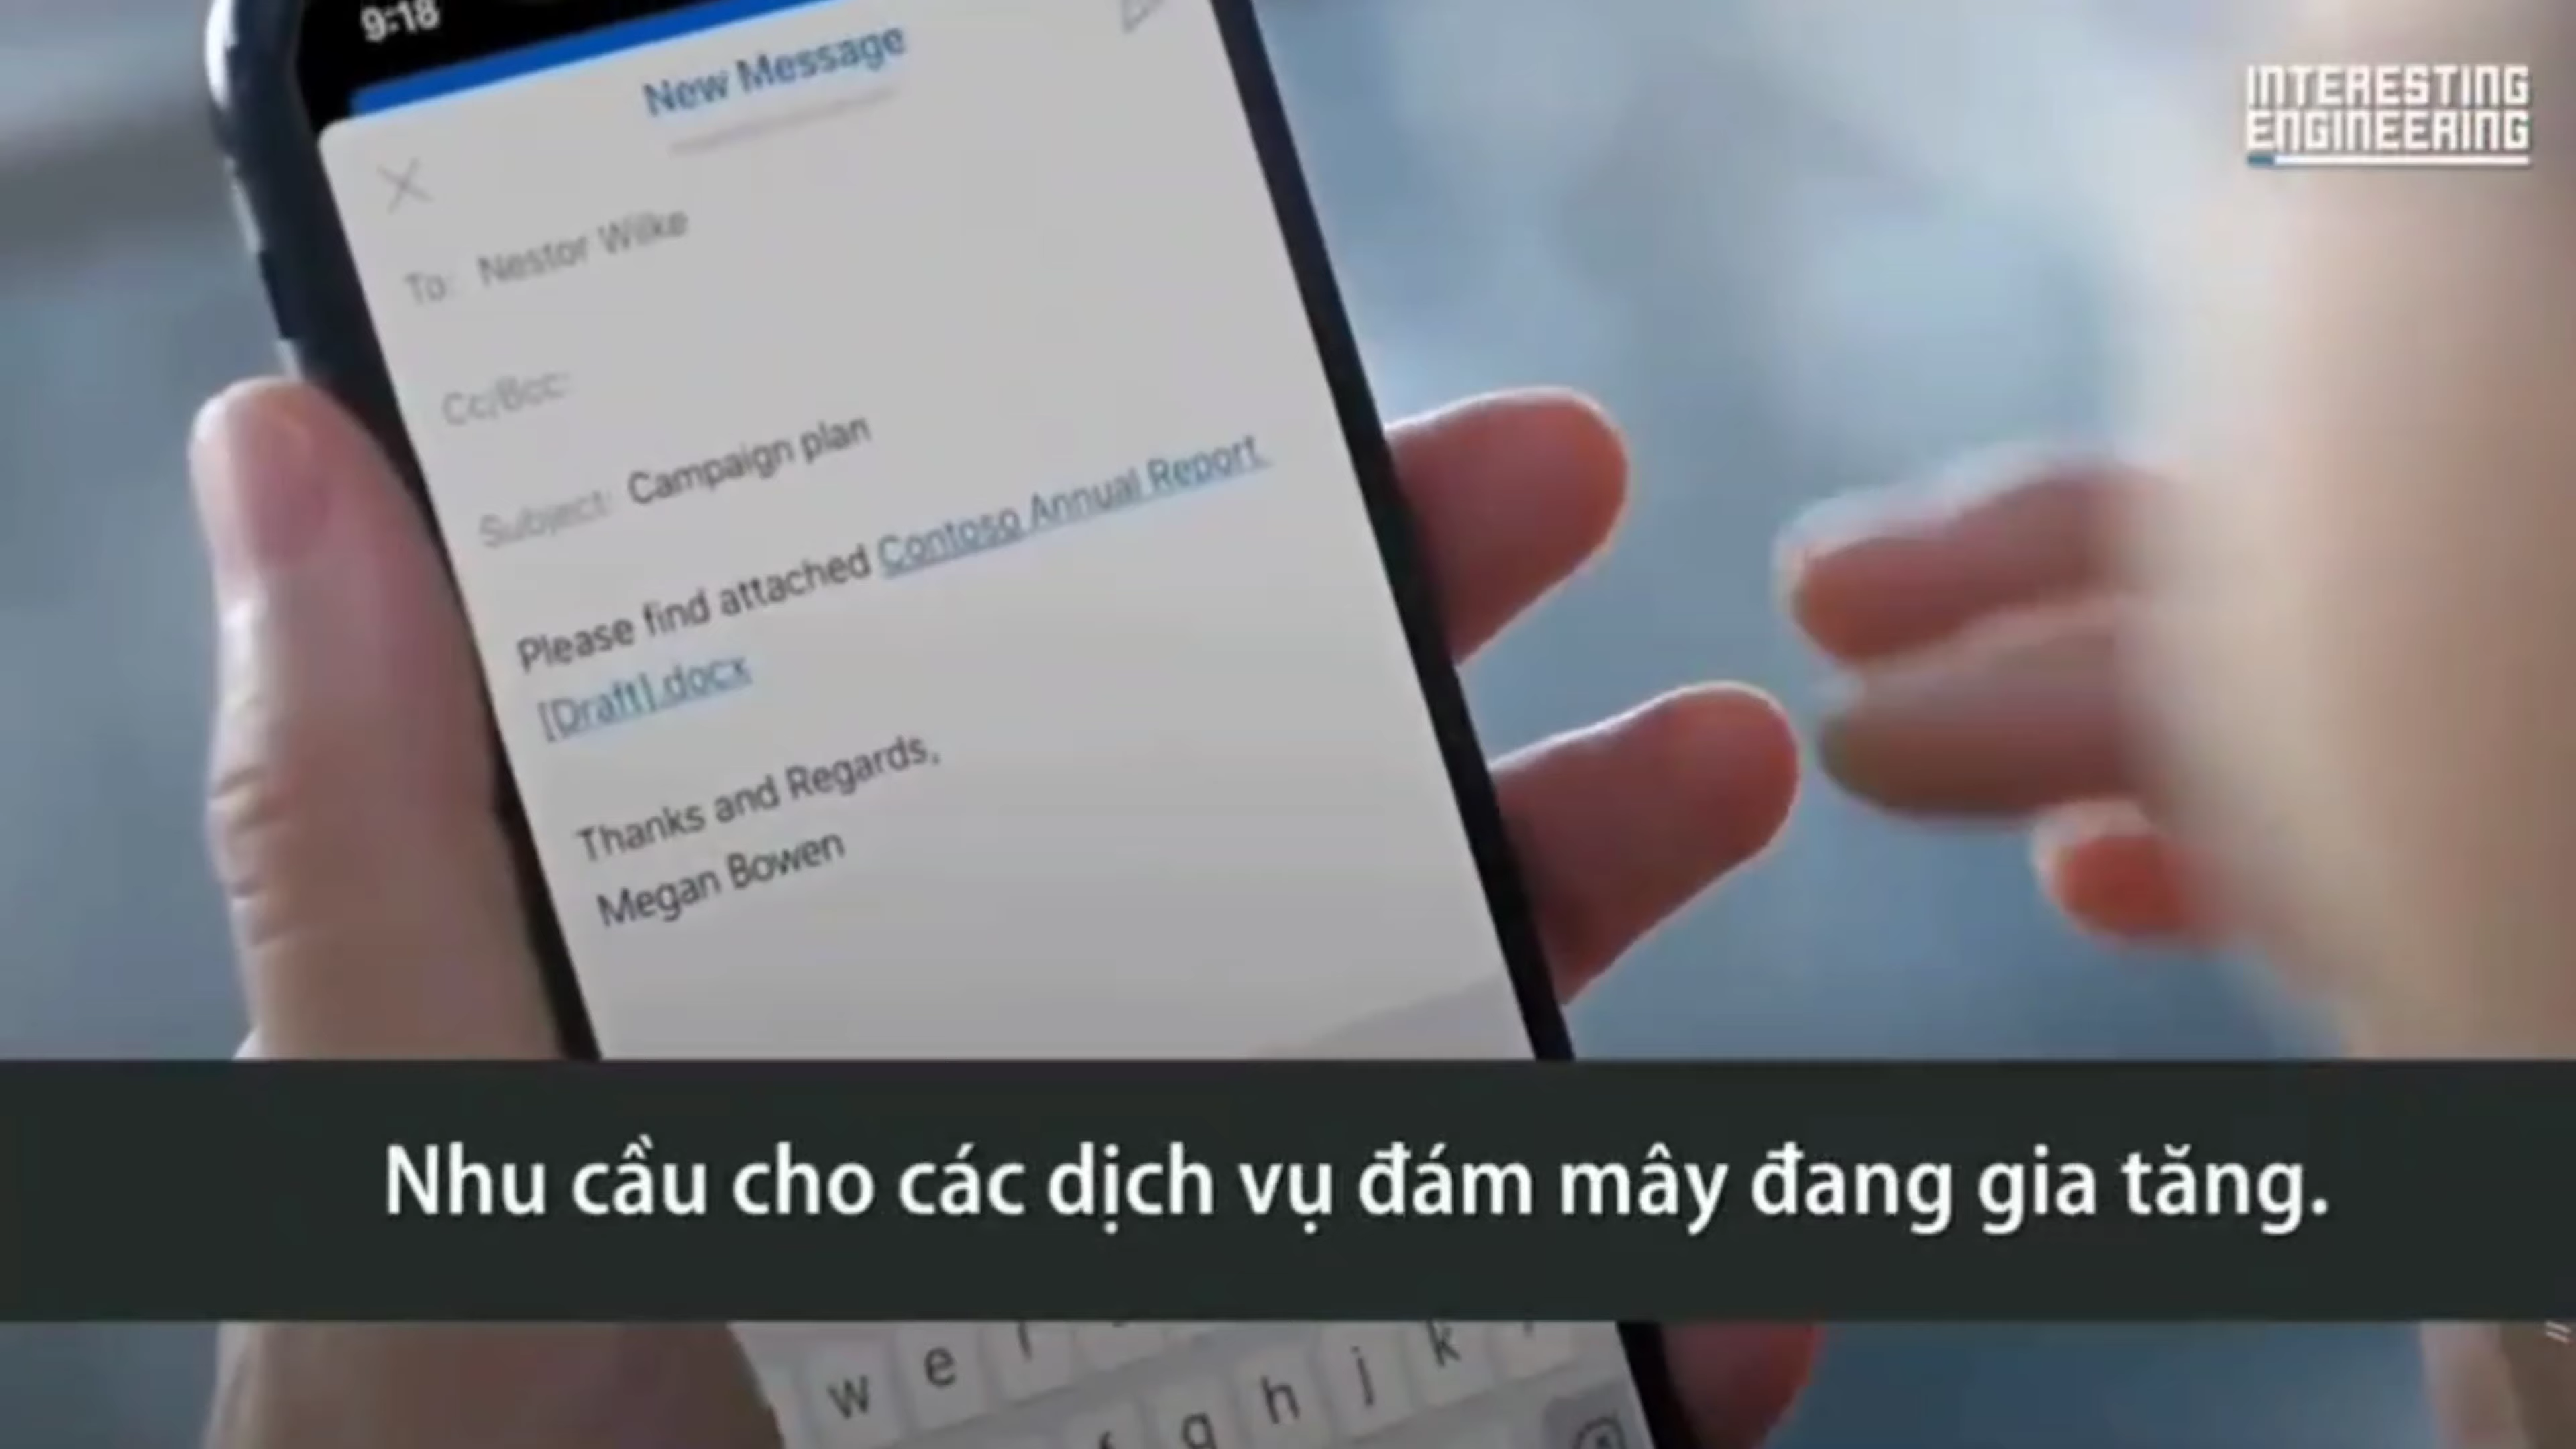 9:18
New Message
INTERESTING
ENGINEERING
To: Nestor Wilke
Cc/Bcc:
Subject: Campaign plan
Please find attached Contoso Annual Report
[Draft].docx
Thanks and Regards,
Megan Bowen
Nhu cầu cho các dịch vụ đám mây đang gia tăng.
w e
g h j k